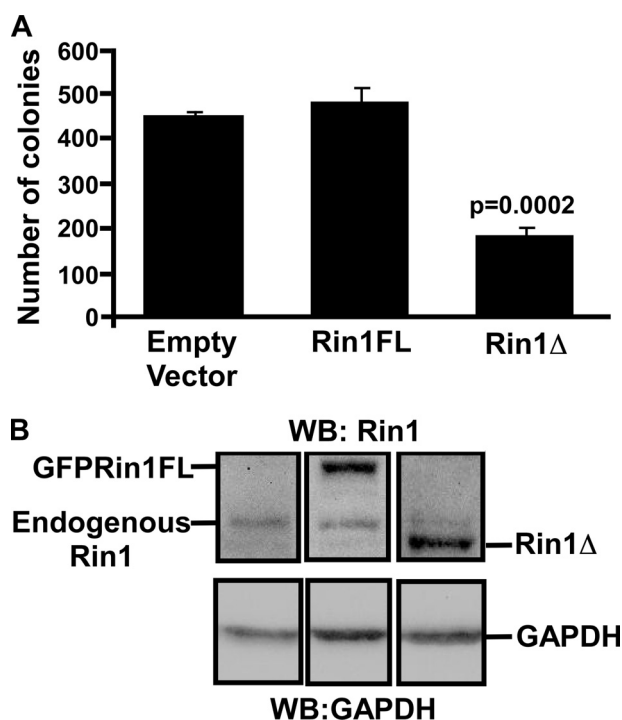 A
Number of colonies
600
500
400
300
200
100
0
p=0.0002
Empty
Vector
Rin1FL
Rin1Δ
B
WB: Rin1
GFPRin1FL
Endogenous
Rin1
Rin1Δ
GAPDH
WB:GAPDH